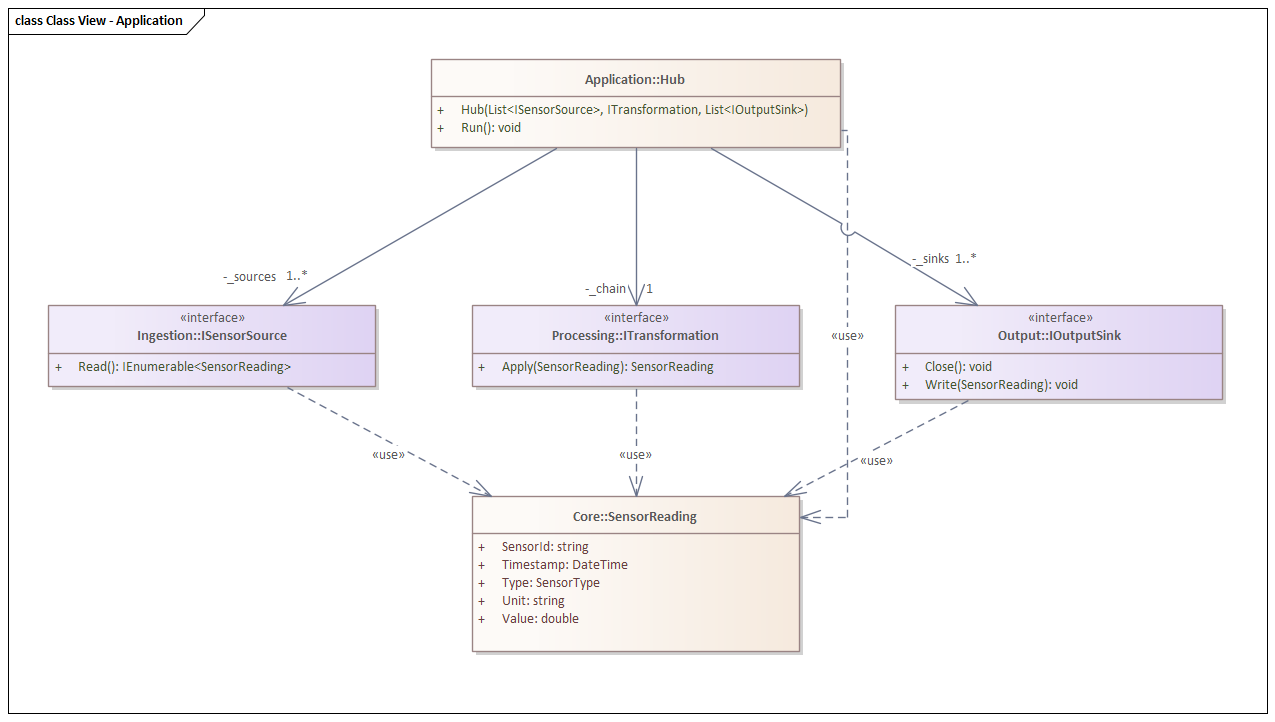 class Class View - Application
Application::Hub
+ Hub(List<ISensorSource>, ITransformation, List<IOutputSink>)
+ Run(): void
-_sources 1..*
-_chain 1
-_sinks 1..*
«use»
«interface»
Ingestion::ISensorSource
+ Read(): IEnumerable<SensorReading>
«interface»
Processing::ITransformation
+ Apply(SensorReading): SensorReading
«interface»
Output::IOutputSink
+ Close(): void
+ Write(SensorReading): void
«use»
«use»
«use»
Core::SensorReading
+ SensorId: string
+ Timestamp: DateTime
+ Type: SensorType
+ Unit: string
+ Value: double